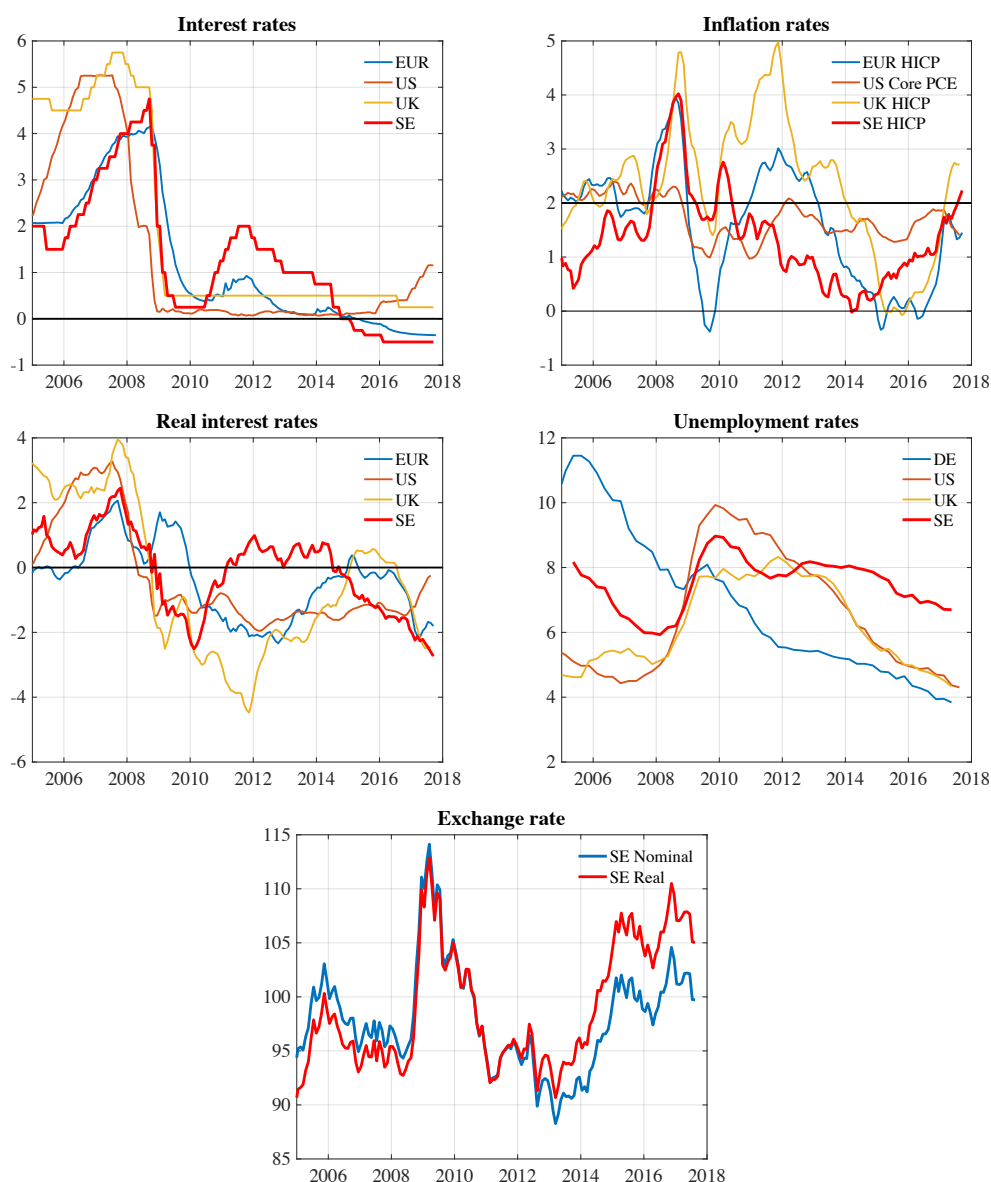 Interest rates
6
5
4
3
2
1
0
-1
2006 2008 2010 2012 2014 2016 2018
EUR
US
UK
SE
Inflation rates
5
4
3
2
1
0
-1
2006 2008 2010 2012 2014 2016 2018
EUR HICP
US Core PCE
UK HICP
SE HICP
Real interest rates
4
2
0
-2
-4
-6
2006 2008 2010 2012 2014 2016 2018
EUR
US
UK
SE
Unemployment rates
12
10
8
6
4
2
2006 2008 2010 2012 2014 2016 2018
DE
US
UK
SE
Exchange rate
115
110
105
100
95
90
85
2006 2008 2010 2012 2014 2016 2018
SE Nominal
SE Real